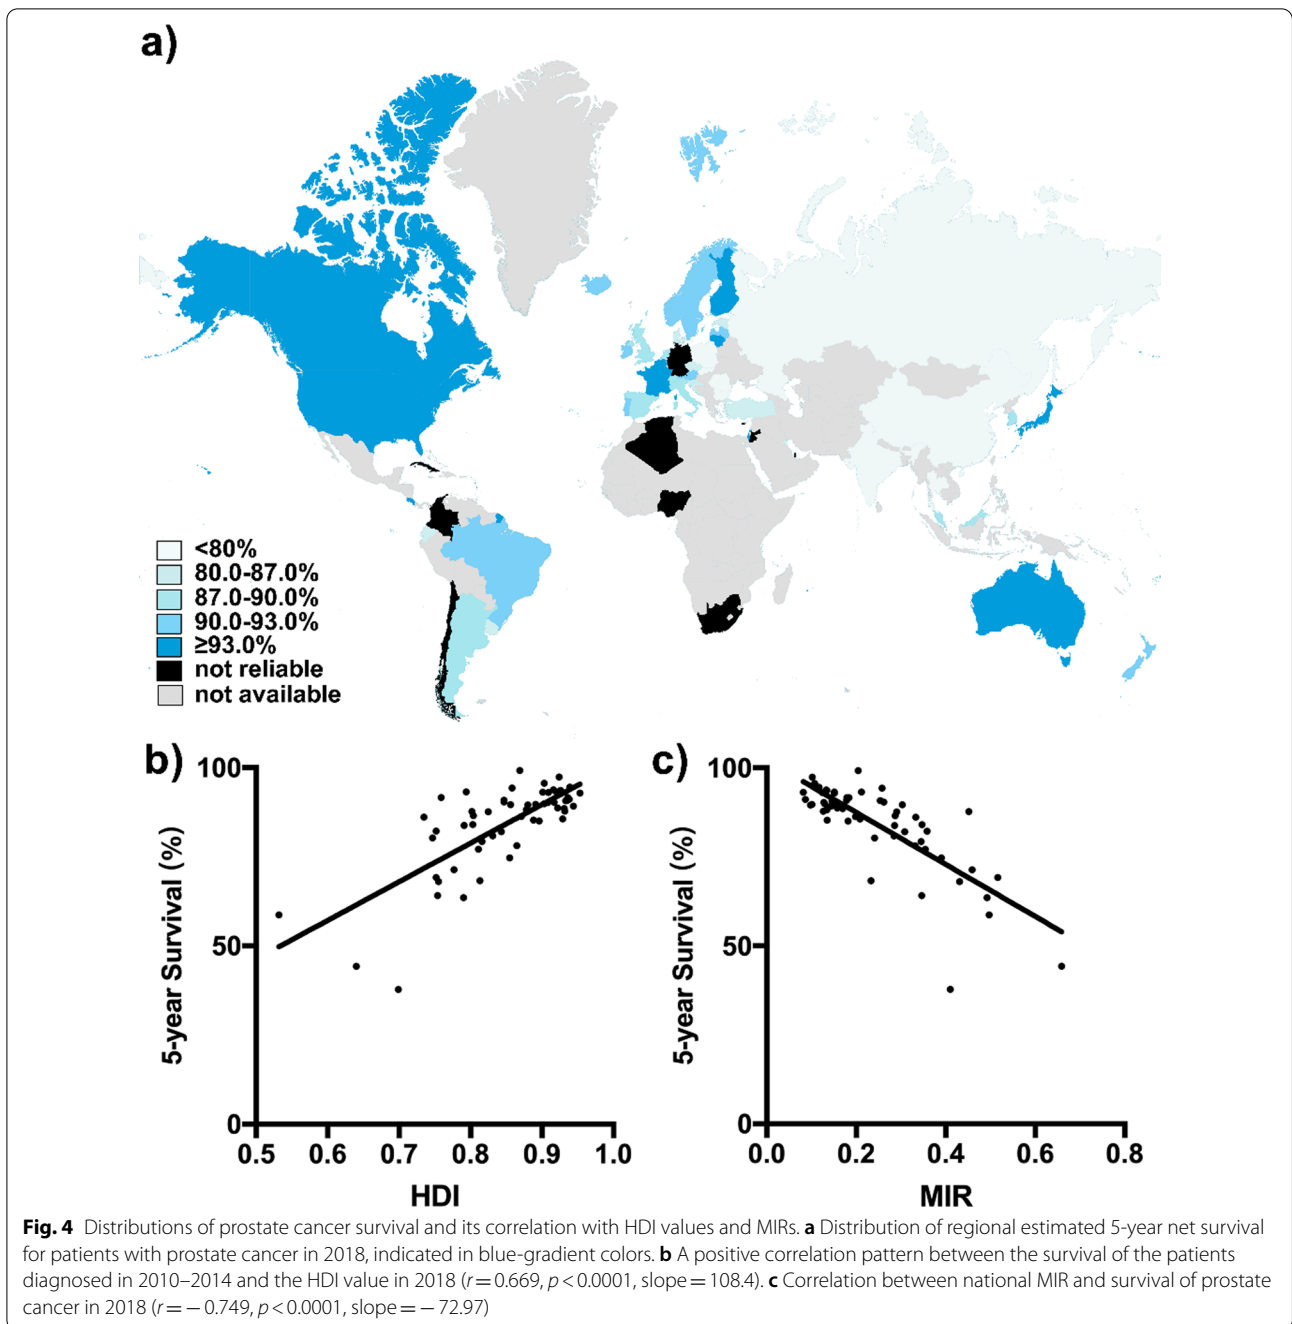 a)
<80%
80.0-87.0%
87.0-90.0%
90.0-93.0%
≥93.0%
not reliable
not available
b)
100
50
0
5-year Survival (%)
0.5 0.6 0.7 0.8 0.9 1.0
HDI
c)
100
50
0
5-year Survival (%)
0.0 0.2 0.4 0.6 0.8
MIR
Fig. 4 Distributions of prostate cancer survival and its correlation with HDI values and MIRs. a Distribution of regional estimated 5-year net survival
for patients with prostate cancer in 2018, indicated in blue-gradient colors. b A positive correlation pattern between the survival of the patients
diagnosed in 2010–2014 and the HDI value in 2018 (r = 0.669, p < 0.0001, slope = 108.4). c Correlation between national MIR and survival of prostate
cancer in 2018 (r = − 0.749, p < 0.0001, slope = − 72.97)